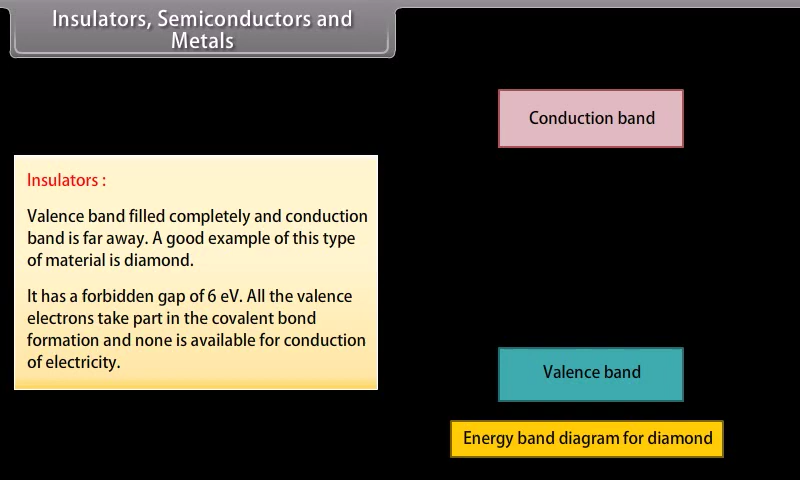 Insulators, Semiconductors and
Metals
Conduction band
Insulators :
Valence band filled completely and conduction
band is far away. A good example of this type
of material is diamond.
It has a forbidden gap of 6 eV. All the valence
electrons take part in the covalent bond
formation and none is available for conduction
of electricity.
Valence band
Energy band diagram for diamond